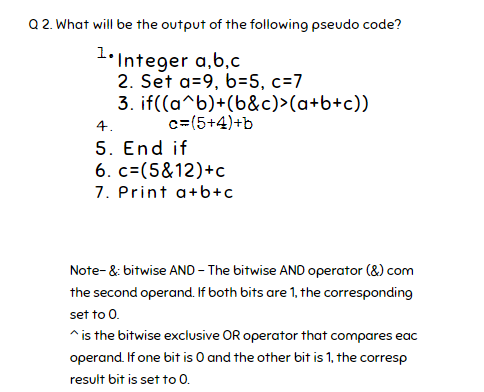 Q 2. What will be the output of the following pseudo code?
1. Integer a,b,c
2. Set a=9, b=5, c=7
3. if((a^b)+(b&c)>(a+b+c))
4. c=(5+4)+b
5. End if
6. c=(5&12)+c
7. Print a+b+c
Note- &: bitwise AND – The bitwise AND operator (&) com
the second operand. If both bits are 1, the corresponding
set to 0.
^ is the bitwise exclusive OR operator that compares eac
operand. If one bit is 0 and the other bit is 1, the corresp
result bit is set to 0.